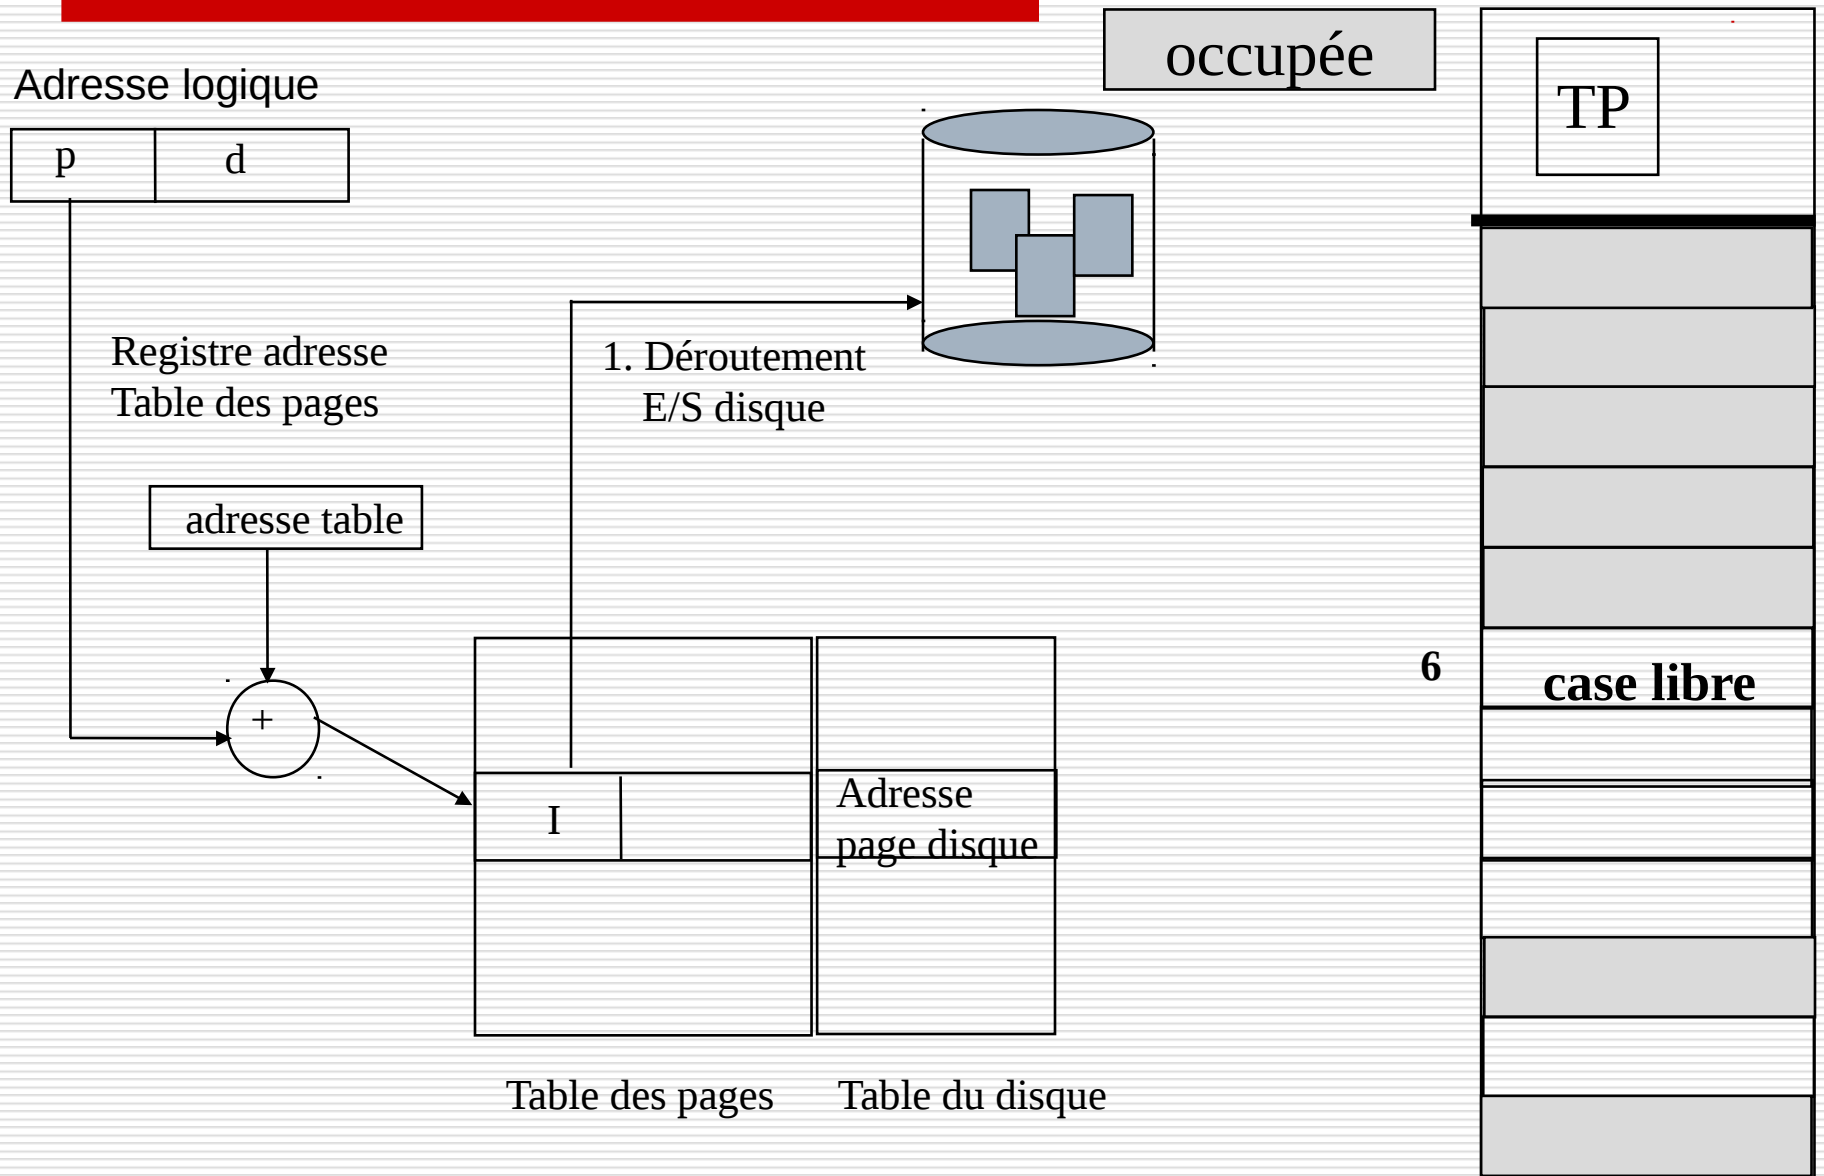 occupée
TP
Adresse logique
p
d
Registre adresse
Table des pages
1. Déroutement
E/S disque
adresse table
+
6
case libre
I
Adresse
page disque
Table des pages
Table du disque